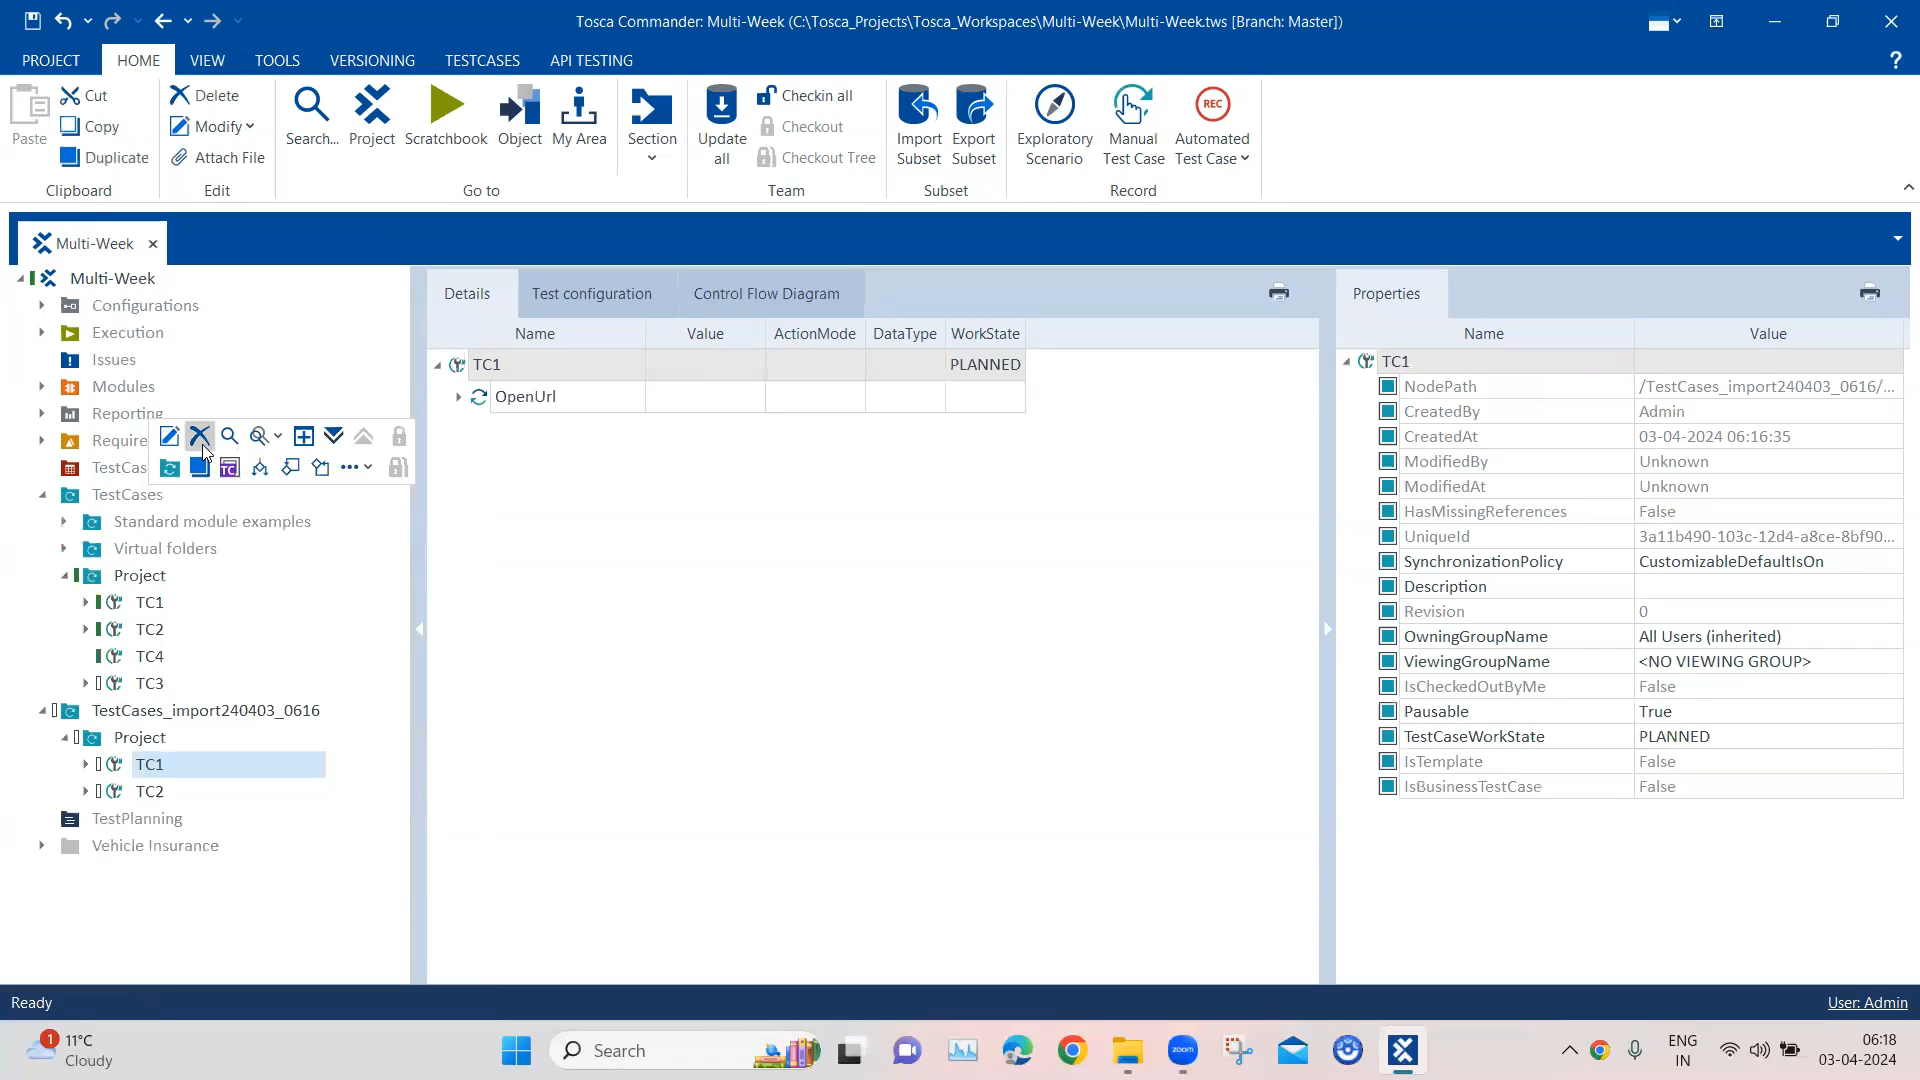 Tosca Commander: Multi-Week (C:\Tosca_Projects\Tosca_Workspaces\Multi-Week\Multi-Week.tws [Branch: Master])
PROJECT HOME VIEW TOOLS VERSIONING TESTCASES API TESTING ?
Paste
Cut
Copy
Duplicate
Clipboard
Delete
Modify
Attach File
Edit
Search...
Project
Scratchbook
Object
My Area
Go to
Section
Update
all
Checkin all
Checkout
Checkout Tree
Team
Import
Subset
Export
Subset
Subset
Exploratory
Scenario
Manual
Test Case
REC
Automated
Test Case
Record
Multi-Week
Multi-Week
Configurations
Execution
Issues
Modules
Reporting
Require
TestCas
TC
TestCases
Standard module examples
Virtual folders
Project
TC1
TC2
TC4
TC3
TestCases_import240403_0616
Project
TC1
TC2
TestPlanning
Vehicle Insurance
Details Test configuration Control Flow Diagram
Name Value ActionMode DataType WorkState
TC1 PLANNED
OpenUrl
Properties
Name Value
TC1
NodePath /TestCases_import240403_0616/...
CreatedBy Admin
CreatedAt 03-04-2024 06:16:35
ModifiedBy Unknown
ModifiedAt Unknown
HasMissingReferences False
UniqueId 3a11b490-103c-12d4-a8ce-8bf90...
SynchronizationPolicy CustomizableDefaultIsOn
Description
Revision 0
OwningGroupName All Users (inherited)
ViewingGroupName <NO VIEWING GROUP>
IsCheckedOutByMe False
Pausable True
TestCaseWorkState PLANNED
IsTemplate False
IsBusinessTestCase False
Ready User: Admin
1
11°C
Cloudy
Search
zoom
ENG
IN
06:18
03-04-2024